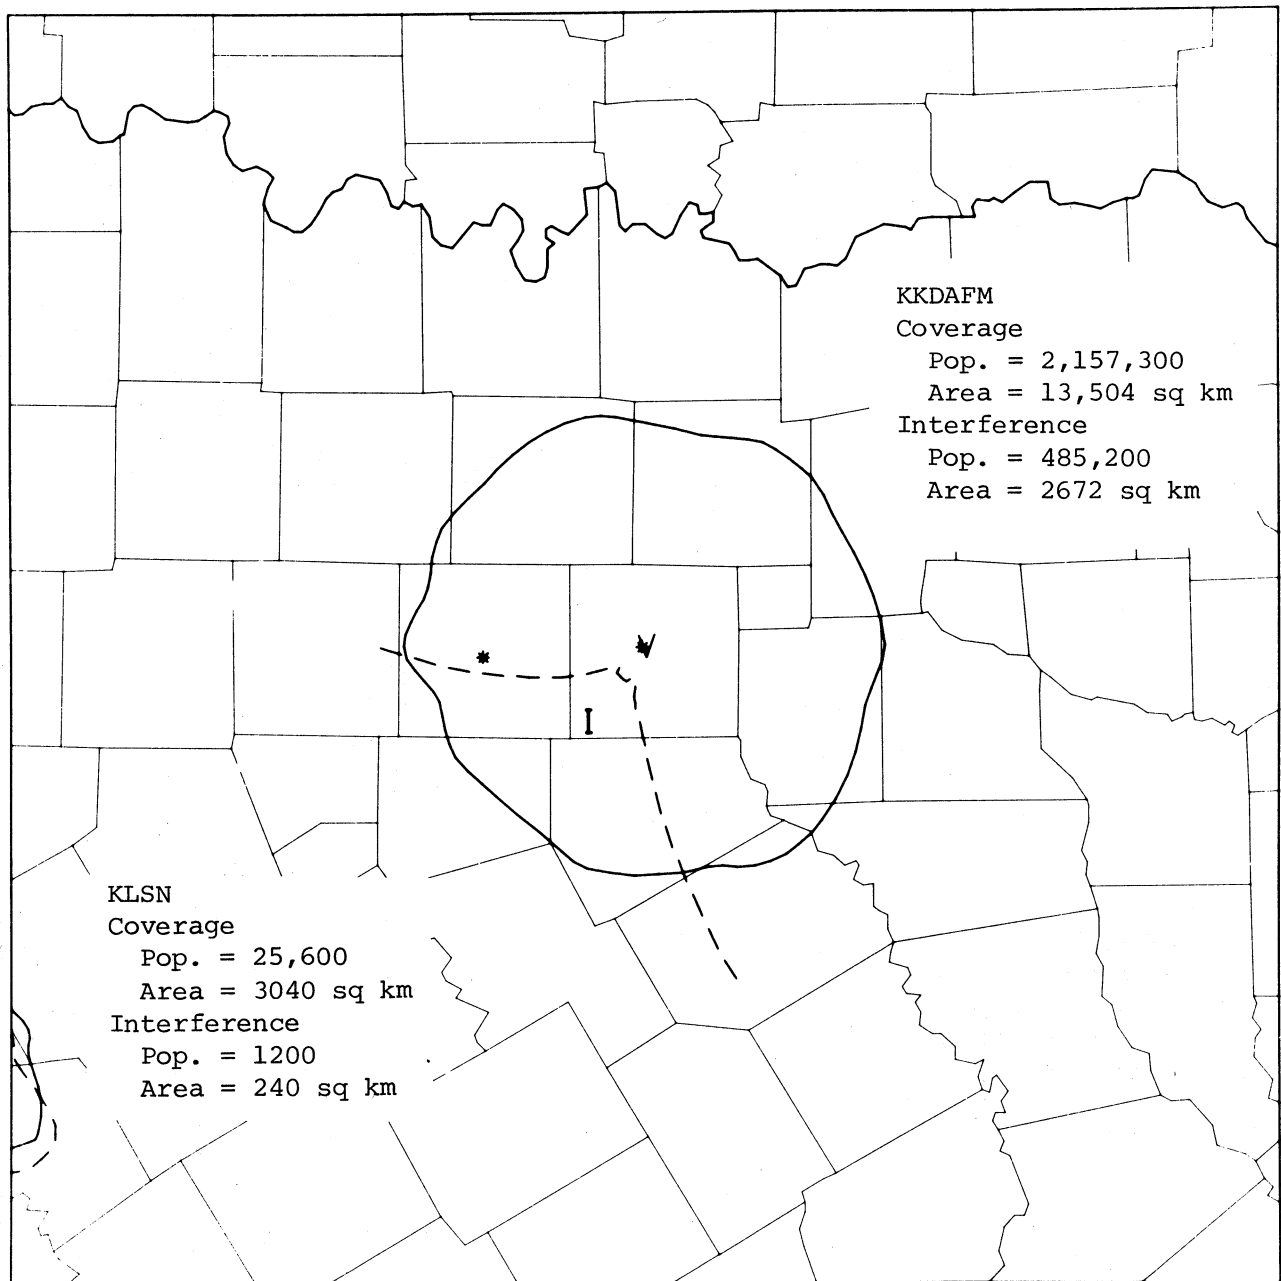 KKDAFM
Coverage
Pop. = 2,157,300
Area = 13,504 sq km
Interference
Pop. = 485,200
Area = 2672 sq km
I
KLSN
Coverage
Pop. = 25,600
Area = 3040 sq km
Interference
Pop. = 1200
Area = 240 sq km